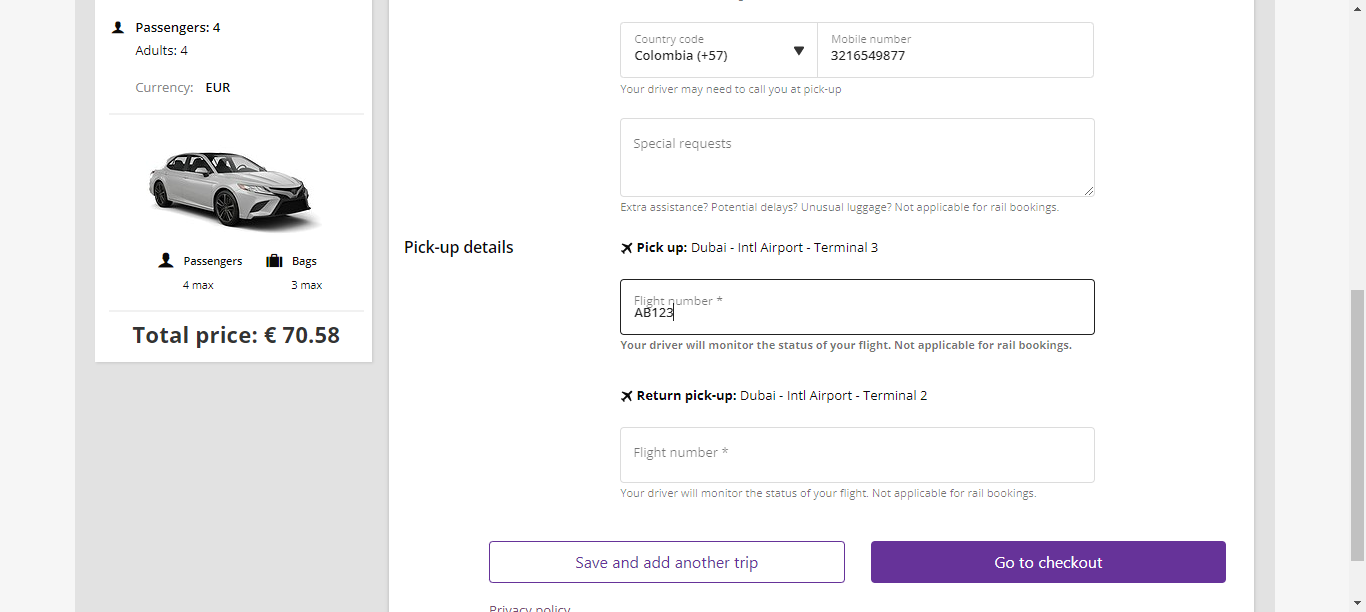 Passengers: 4
Adults: 4
Currency: EUR
Passengers
4 max
Bags
3 max
Total price: € 70.58
Country code
Colombia (+57)
Mobile number
3216549877
Your driver may need to call you at pick-up
Special requests
Extra assistance? Potential delays? Unusual luggage? Not applicable for rail bookings.
Pick-up details
Pick up: Dubai - Intl Airport - Terminal 3
Flight number *
AB123
Your driver will monitor the status of your flight. Not applicable for rail bookings.
Return pick-up: Dubai - Intl Airport - Terminal 2
Flight number *
Your driver will monitor the status of your flight. Not applicable for rail bookings.
Save and add another trip
Go to checkout
Privacy policy